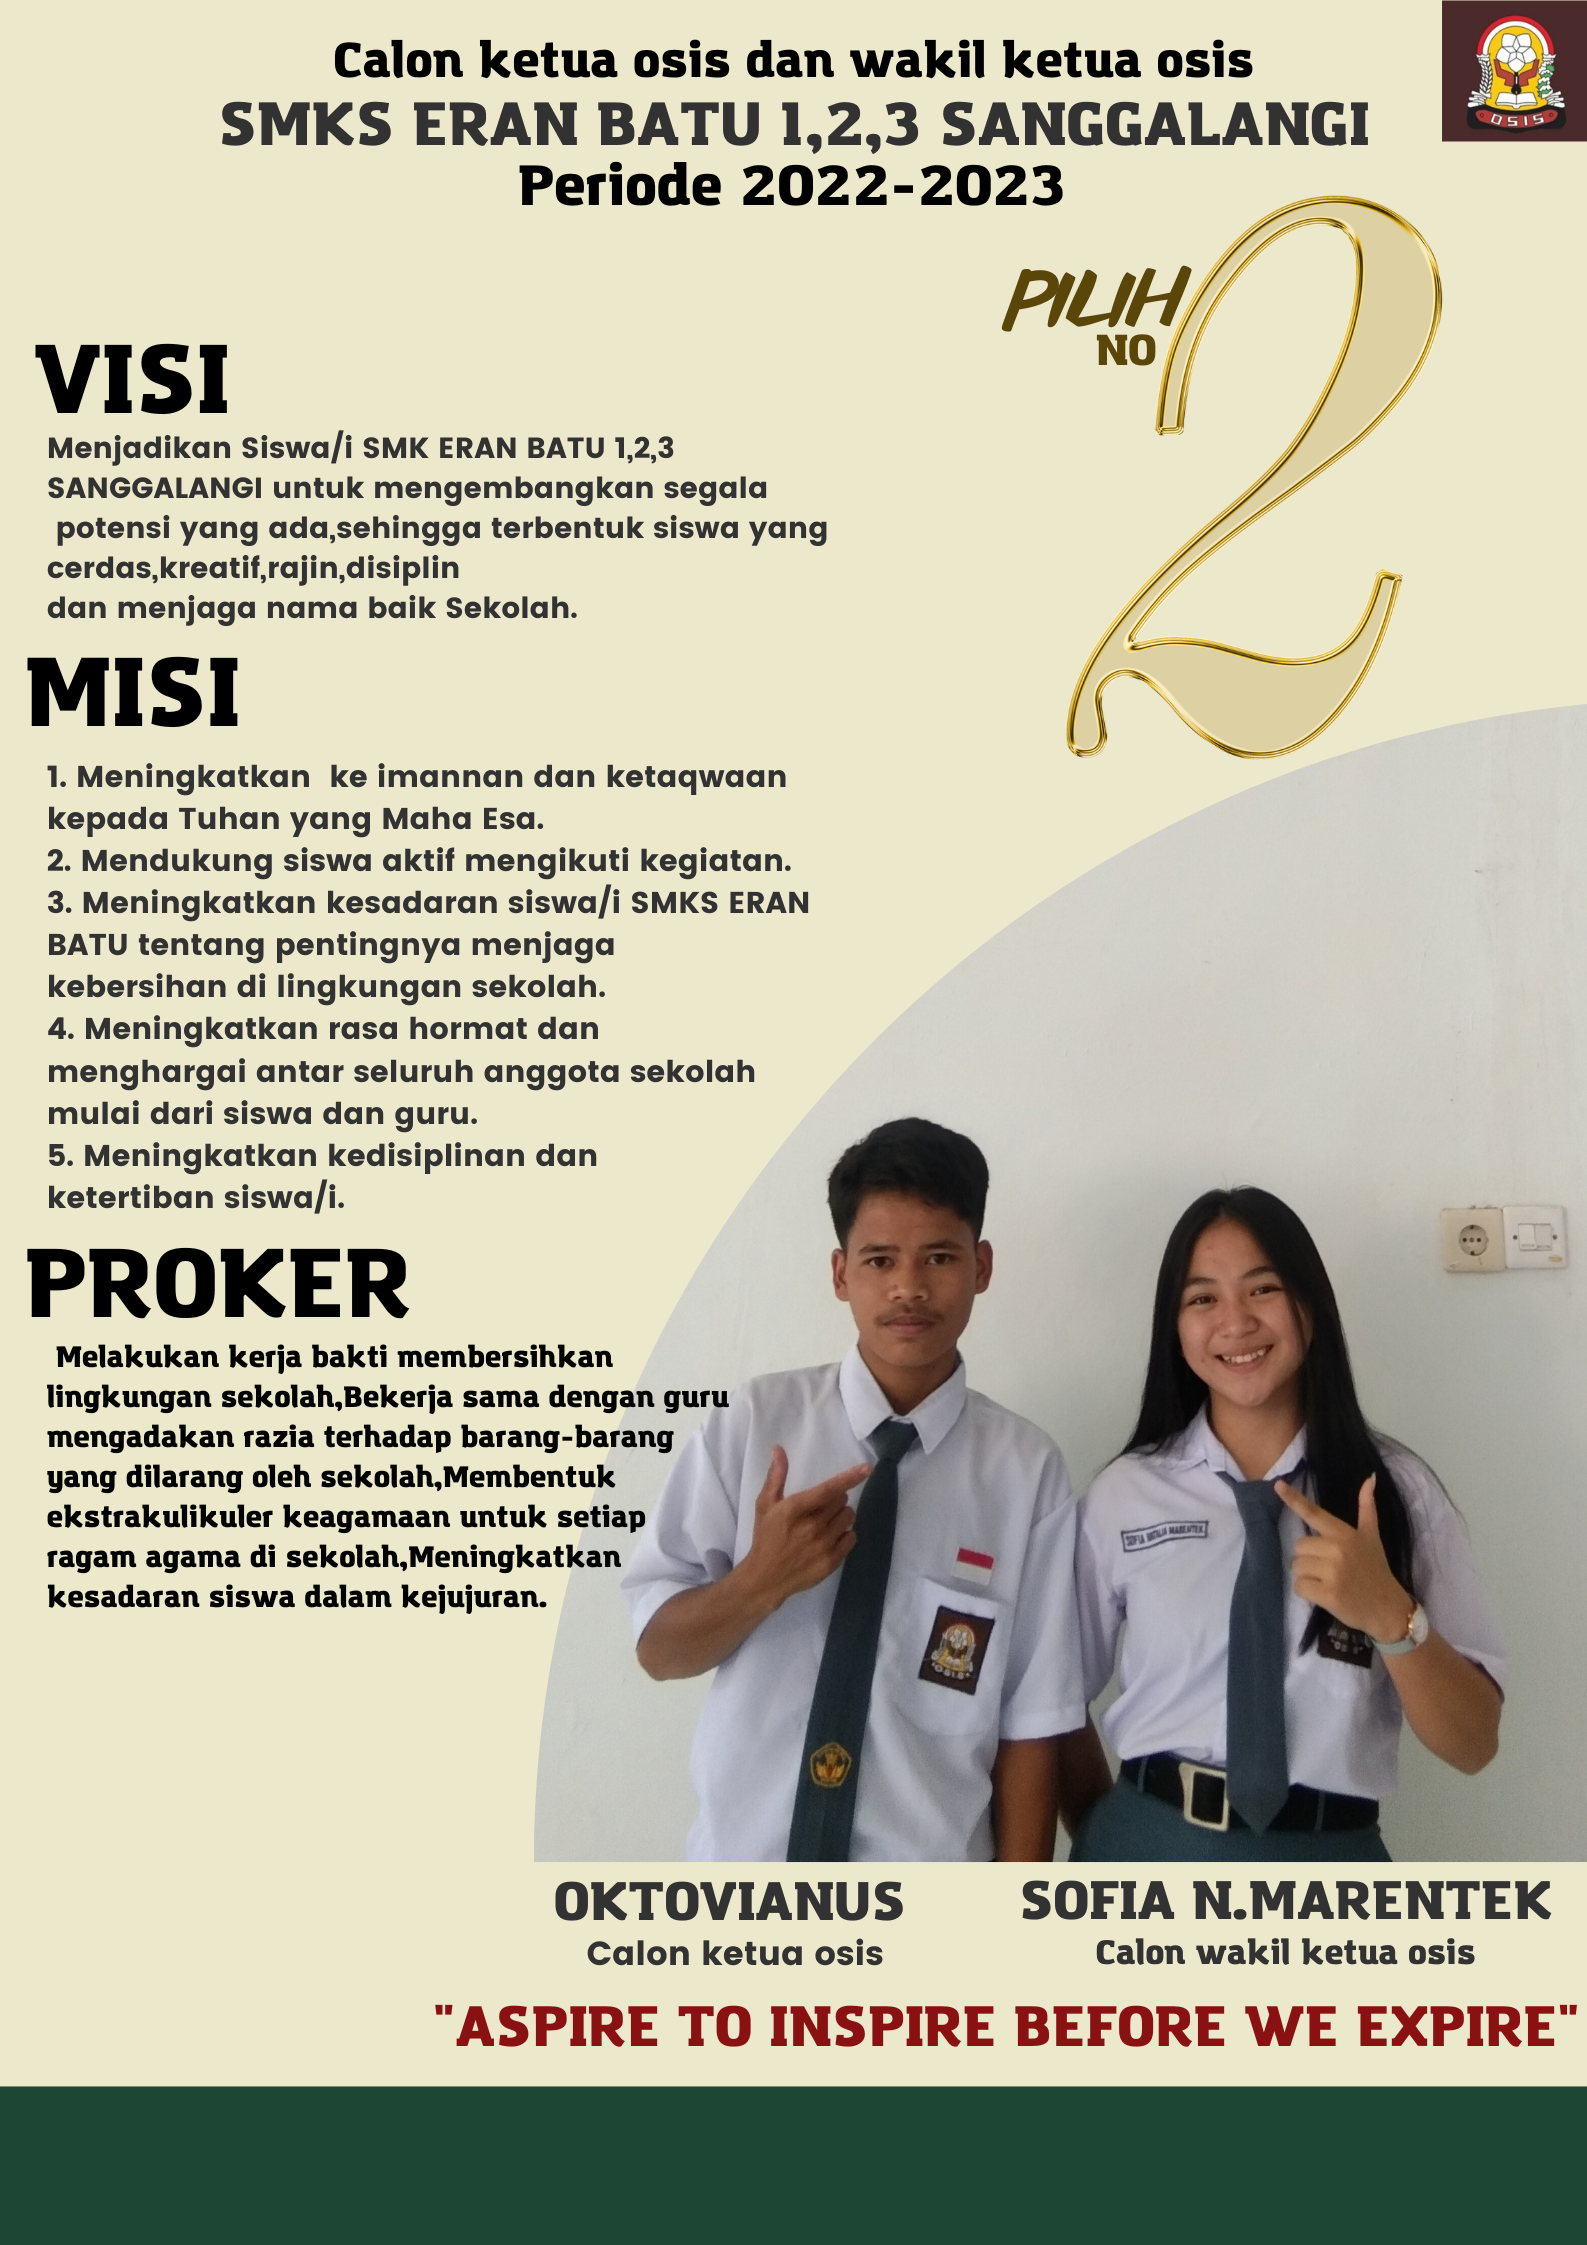 Calon ketua osis dan wakil ketua osis
SMKS ERAN BATU 1,2,3 SANGGALANGI
Periode 2022-2023
OSIS
PILIH
NO
2
VISI
Menjadikan Siswa/i SMK ERAN BATU 1,2,3
SANGGALANGI untuk mengembangkan segala
potensi yang ada,sehingga terbentuk siswa yang
cerdas,kreatif,rajin,disiplin
dan menjaga nama baik Sekolah.
MISI
1. Meningkatkan  ke imannan dan ketaqwaan
kepada Tuhan yang Maha Esa.
2. Mendukung siswa aktif mengikuti kegiatan.
3. Meningkatkan kesadaran siswa/i SMKS ERAN
BATU tentang pentingnya menjaga
kebersihan di lingkungan sekolah.
4. Meningkatkan rasa hormat dan
menghargai antar seluruh anggota sekolah
mulai dari siswa dan guru.
5. Meningkatkan kedisiplinan dan
ketertiban siswa/i.
PROKER
Melakukan kerja bakti membersihkan
lingkungan sekolah,Bekerja sama dengan guru
mengadakan razia terhadap barang-barang
yang dilarang oleh sekolah,Membentuk
ekstrakulikuler keagamaan untuk setiap
ragam agama di sekolah,Meningkatkan
kesadaran siswa dalam kejujuran.
SOFIA NATALIA MARENTEK
OSIS
OKTOVIANUS
Calon ketua osis
SOFIA N.MARENTEK
Calon wakil ketua osis
"ASPIRE TO INSPIRE BEFORE WE EXPIRE"